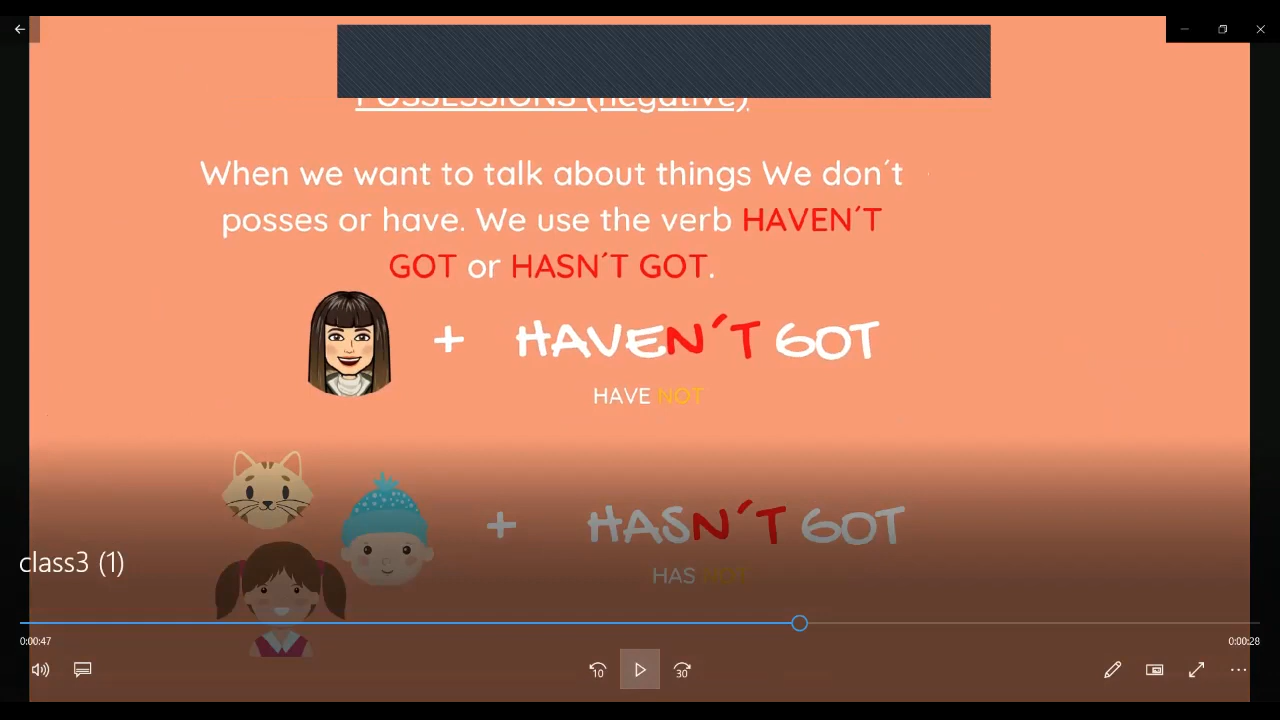 POSSESSIONS (negative)
When we want to talk about things We don´t
posses or have. We use the verb HAVEN´T
GOT or HASN´T GOT.
+ HAVEN´T GOT
HAVE NOT
+ HASN´T GOT
HAS NOT
class3 (1)
0:00:47
0:00:28
10
30